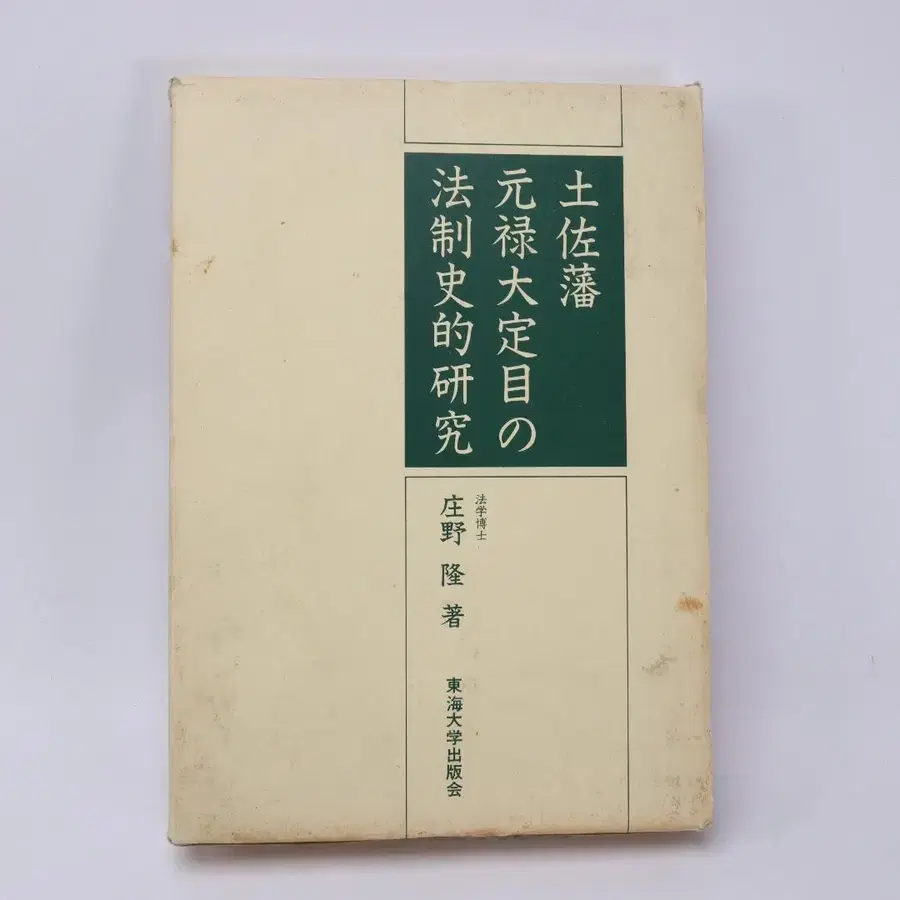 土佐藩
元禄大定目の
法制史的研究
法学博士
庄野 隆 著
東海大学出版会